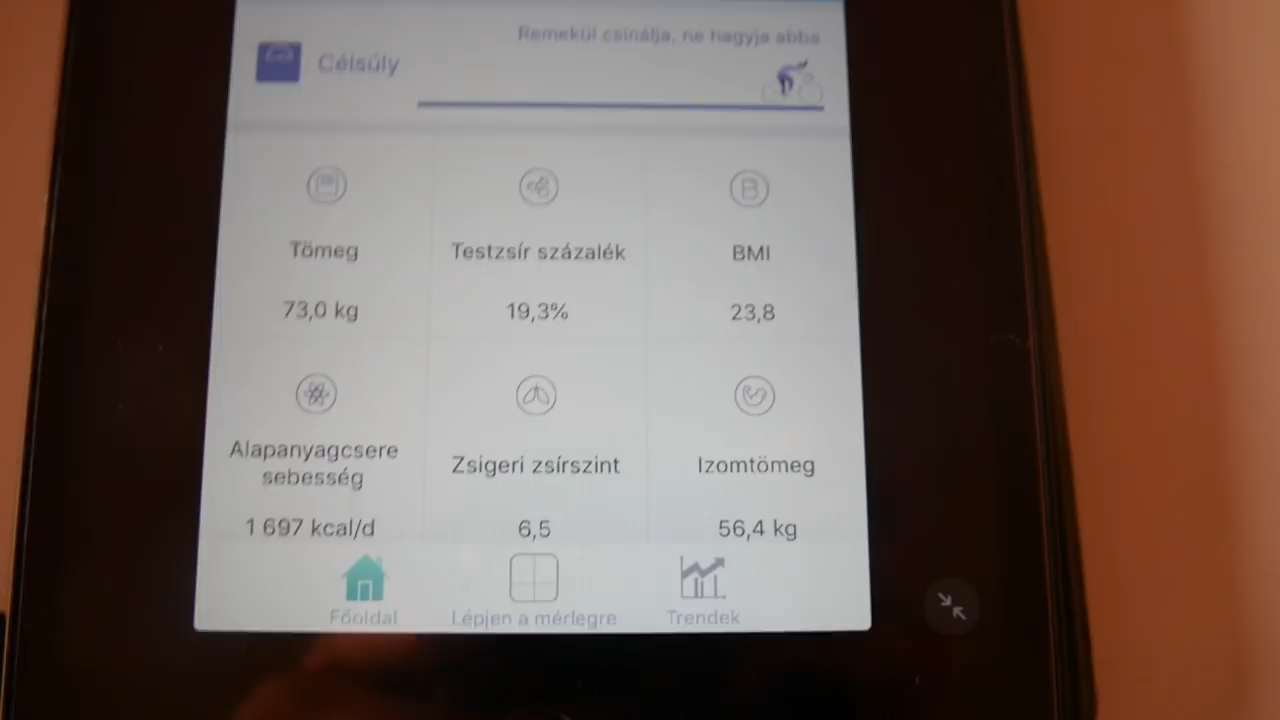 Remekül csinálja, ne hagyja abba
Célsúly
B
Tömeg
Testzsír százalék
BMI
73,0 kg
19,3%
23,8
Alapanyagcsere
sebesség
Zsigeri zsírszint
Izomtömeg
1 697 kcal/d
6,5
56,4 kg
Főoldal
Lépjen a mérlegre
Trendek